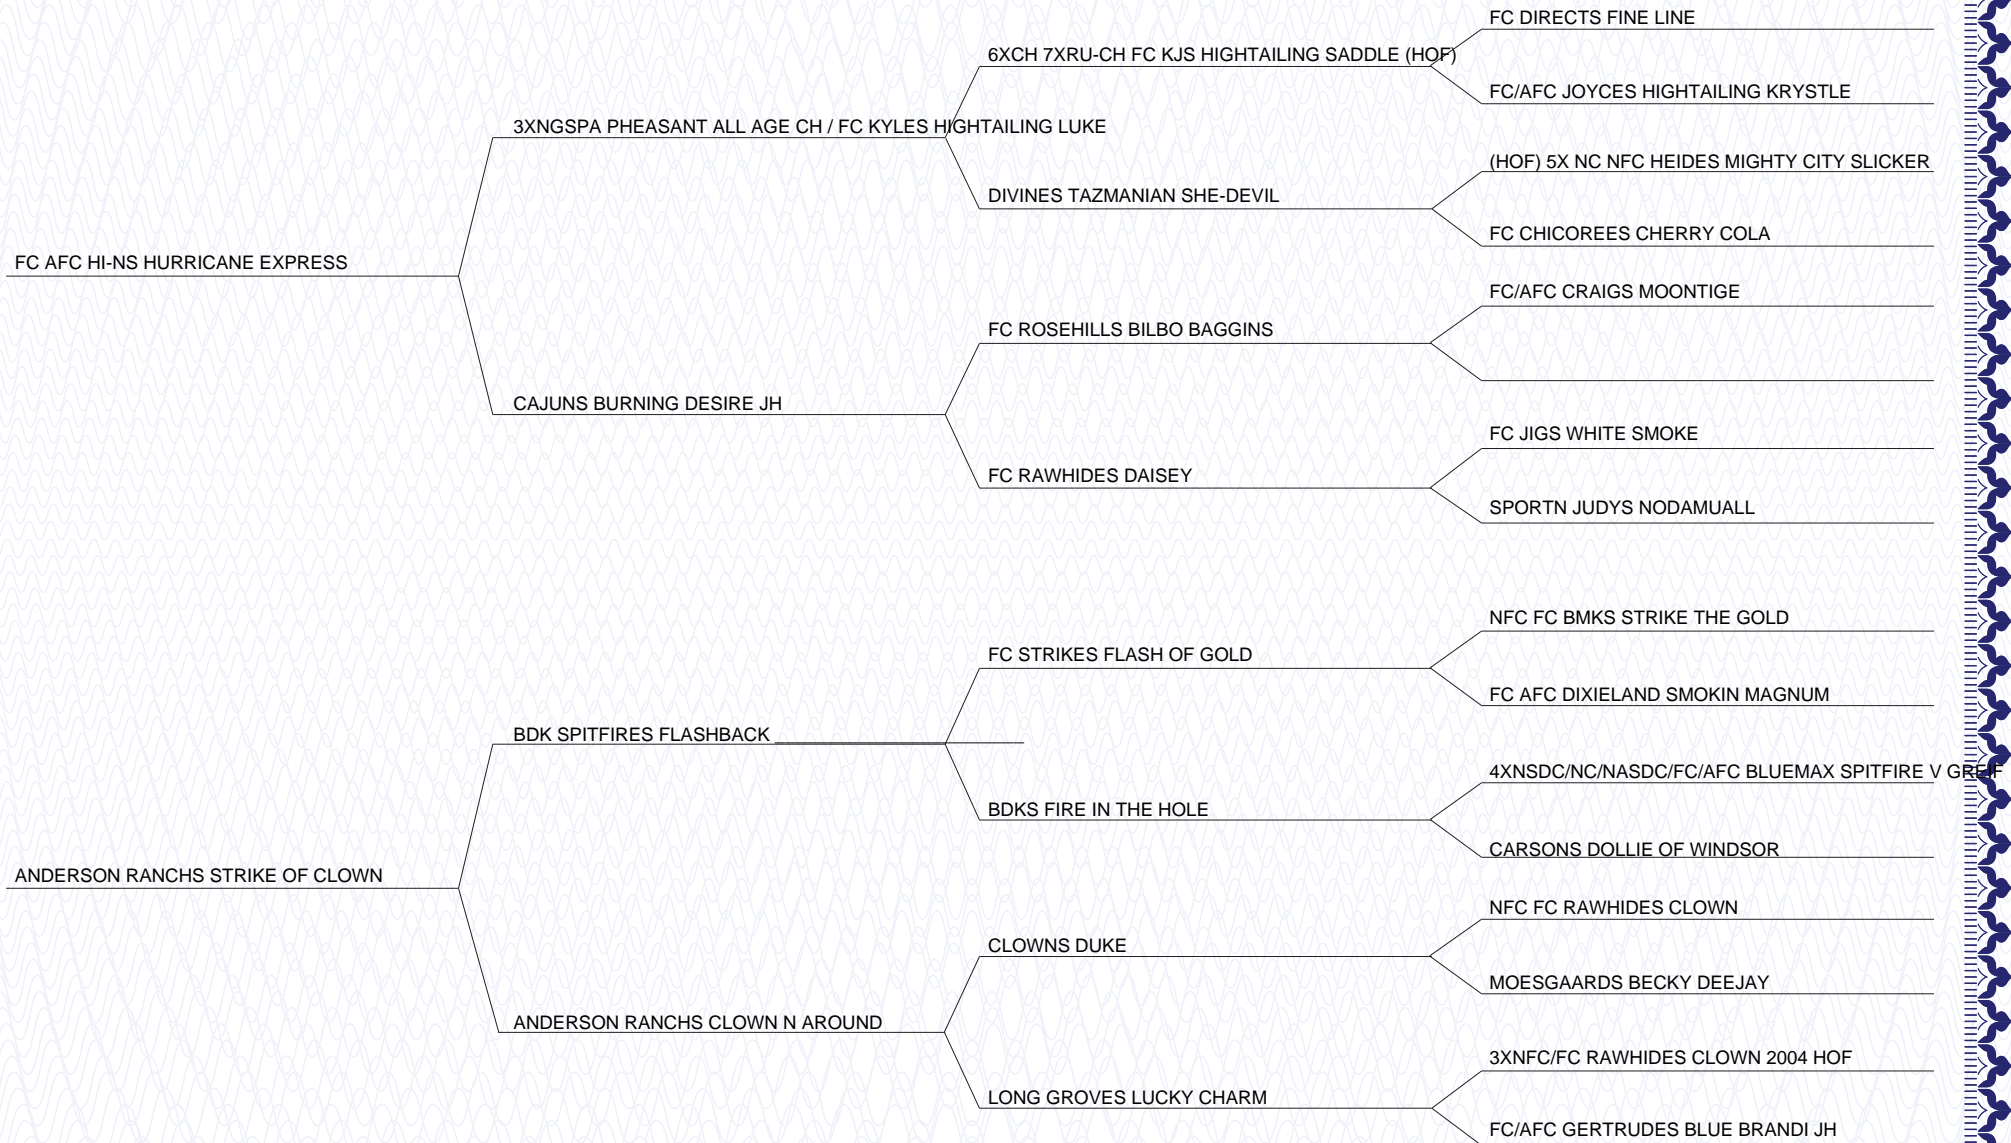 FC DIRECTS FINE LINE
6XCH 7XRU-CH FC KJS HIGHTAILING SADDLE (HOF)
FC/AFC JOYCES HIGHTAILING KRYSTLE
3XNGSPA PHEASANT ALL AGE CH / FC KYLES HIGHTAILING LUKE
(HOF) 5X NC NFC HEIDES MIGHTY CITY SLICKER
DIVINES TAZMANIAN SHE-DEVIL
FC CHICOREES CHERRY COLA
FC AFC HI-NS HURRICANE EXPRESS
FC/AFC CRAIGS MOONTIGE
FC ROSEHILLS BILBO BAGGINS
CAJUNS BURNING DESIRE JH
FC JIGS WHITE SMOKE
FC RAWHIDES DAISEY
SPORTN JUDYS NODAMUALL
NFC FC BMKS STRIKE THE GOLD
FC STRIKES FLASH OF GOLD
FC AFC DIXIELAND SMOKIN MAGNUM
BDK SPITFIRES FLASHBACK
4XNSDC/NC/NASDC/FC/AFC BLUEMAX SPITFIRE V GREIF
BDKS FIRE IN THE HOLE
CARSONS DOLLIE OF WINDSOR
ANDERSON RANCHS STRIKE OF CLOWN
NFC FC RAWHIDES CLOWN
CLOWNS DUKE
MOESGAARDS BECKY DEEJAY
ANDERSON RANCHS CLOWN N AROUND
3XNFC/FC RAWHIDES CLOWN 2004 HOF
LONG GROVES LUCKY CHARM
FC/AFC GERTRUDES BLUE BRANDI JH